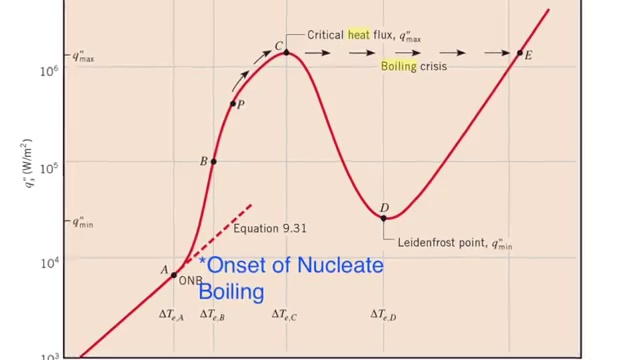 Critical heat flux, q″max
C
q″max
E
10⁶
Boiling crisis
P
q″s (W/m²)
B
10⁵
D
q″min
Equation 9.31
Leidenfrost point, q″min
10⁴
A
*Onset of Nucleate
ONB
Boiling
ΔTe,A ΔTe,B ΔTe,C ΔTe,D
10³